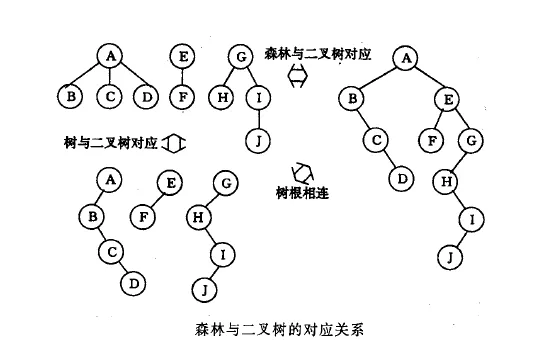 A E G 森林与二叉树对应 A
B C D F H I B E
J C F G
树与二叉树对应
A E G D H
树根相连
B F H I
C I J
D J
森林与二叉树的对应关系